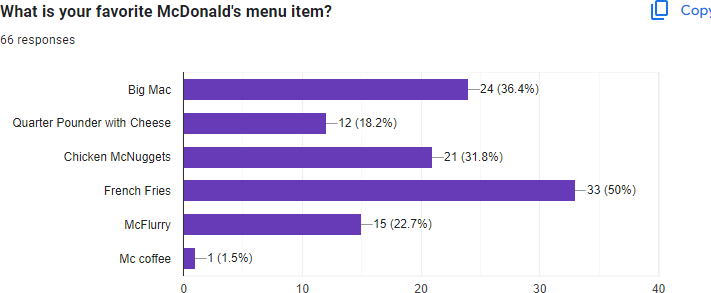 What is your favorite McDonald's menu item?
Copy
66 responses
Big Mac 24 (36.4%)
Quarter Pounder with Cheese 12 (18.2%)
Chicken McNuggets 21 (31.8%)
French Fries 33 (50%)
McFlurry 15 (22.7%)
Mc coffee 1 (1.5%)
0 10 20 30 40